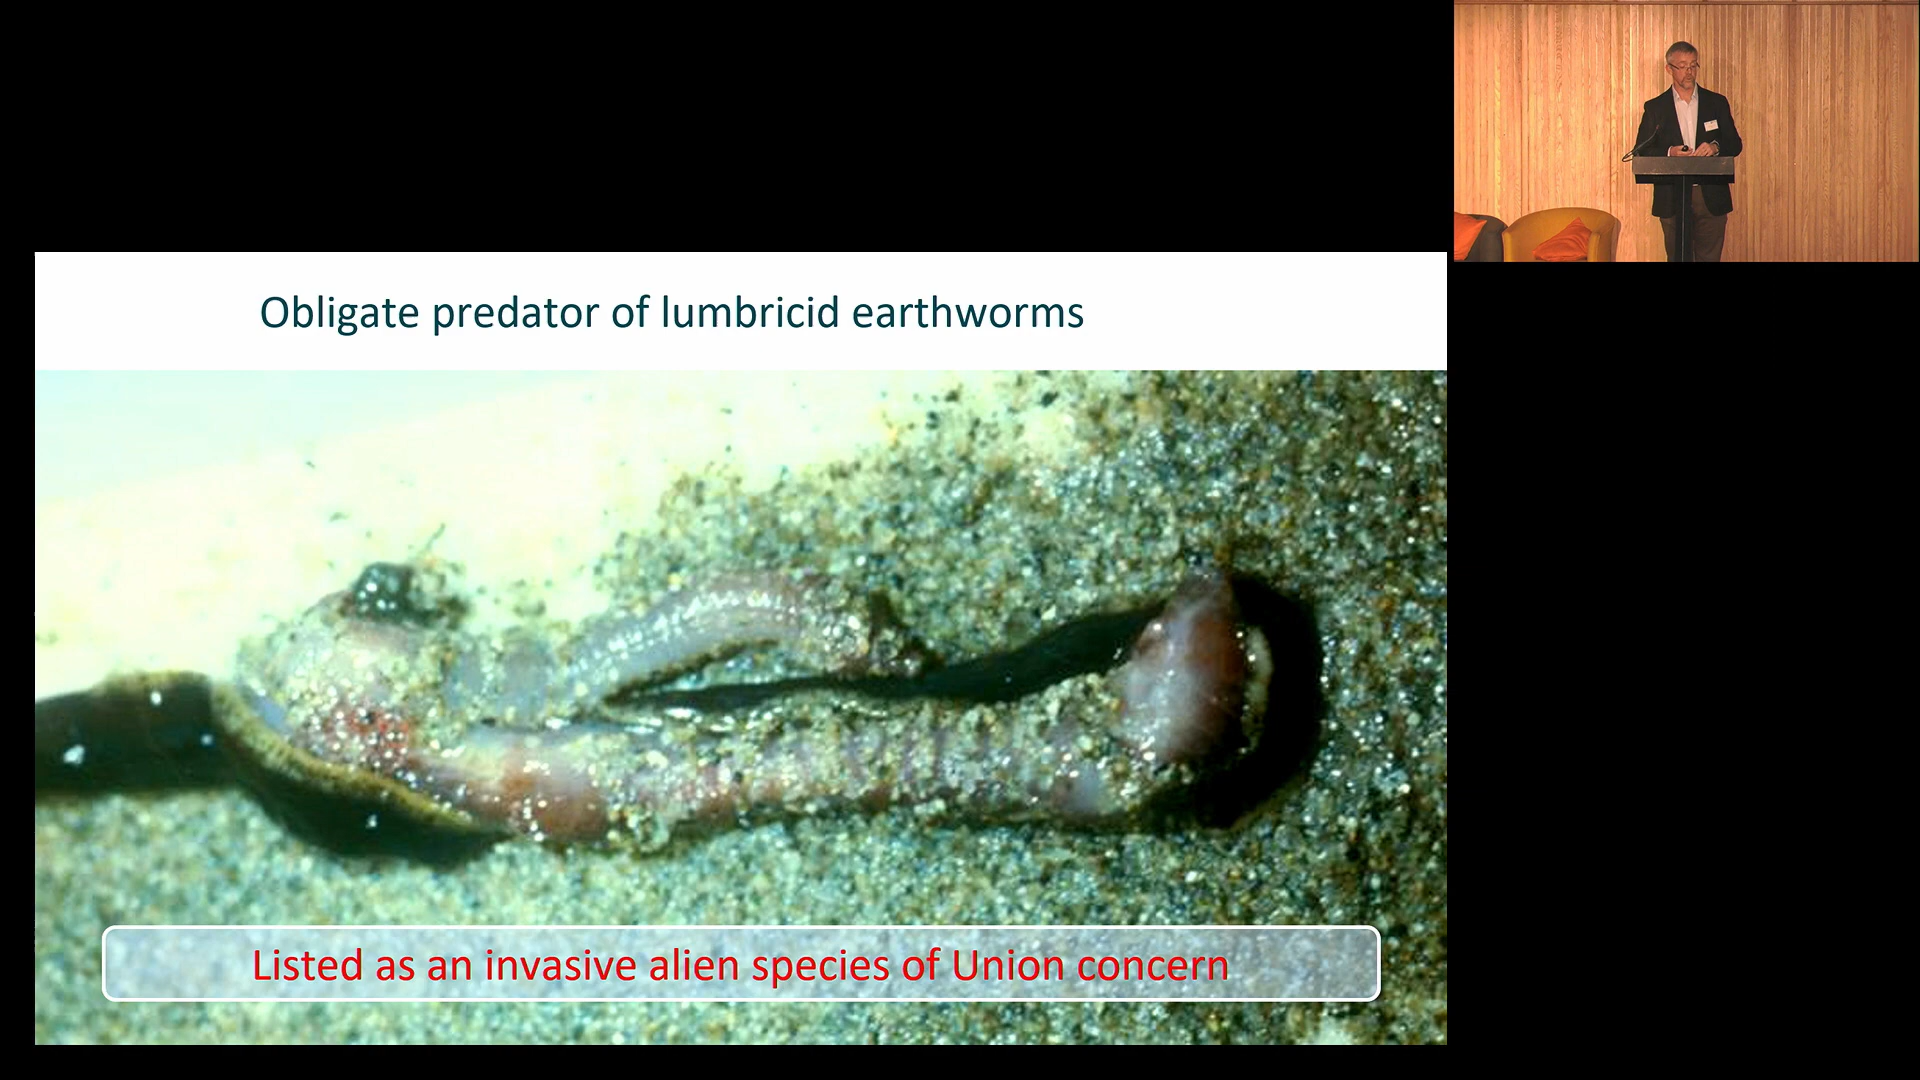 Obligate predator of lumbricid earthworms
Listed as an invasive alien species of Union concern